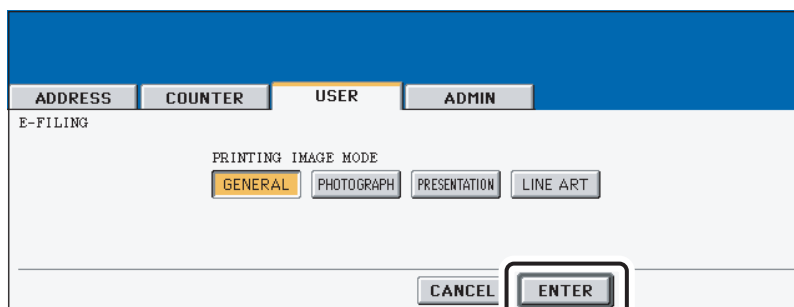 ADDRESS COUNTER USER ADMIN
E-FILING
PRINTING IMAGE MODE
GENERAL PHOTOGRAPH PRESENTATION LINE ART
CANCEL ENTER